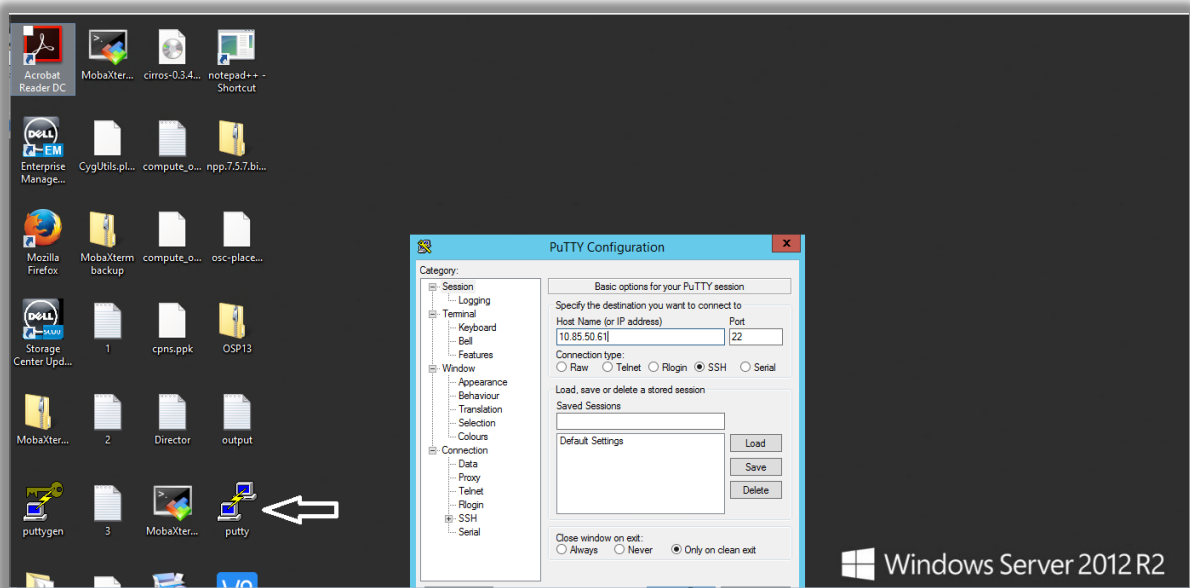 Acrobat
Reader DC
MobaXter...
cirros-0.3.4...
notepad++ -
Shortcut
DELL
EM
Enterprise
Manage...
CygUtils.pl...
compute_o...
npp.7.5.7.bi...
Mozilla
Firefox
MobaXterm
backup
compute_o...
osc-place...
DELL
SCUU
Storage
Center Upd...
1
cpns.ppk
OSP13
MobaXter...
2
Director
output
puttygen
3
MobaXter...
putty
PuTTY Configuration
x
Category:
Session
Logging
Terminal
Keyboard
Bell
Features
Window
Appearance
Behaviour
Translation
Selection
Colours
Connection
Data
Proxy
Telnet
Rlogin
SSH
Serial
Basic options for your PuTTY session
Specify the destination you want to connect to
Host Name (or IP address) Port
10.85.50.61 22
Connection type:
Raw Telnet Rlogin SSH Serial
Load, save or delete a stored session
Saved Sessions
Default Settings
Load
Save
Delete
Close window on exit:
Always Never Only on clean exit
Windows Server 2012 R2